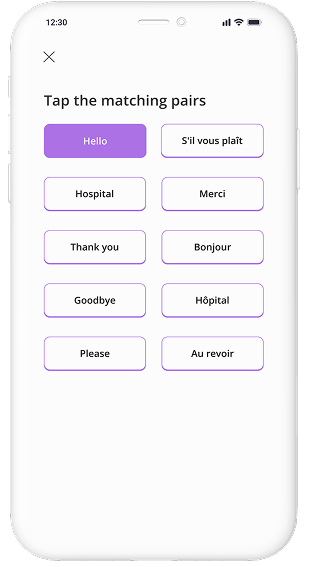 12:30
Tap the matching pairs
Hello
S'il vous plaît
Hospital
Merci
Thank you
Bonjour
Goodbye
Hôpital
Please
Au revoir